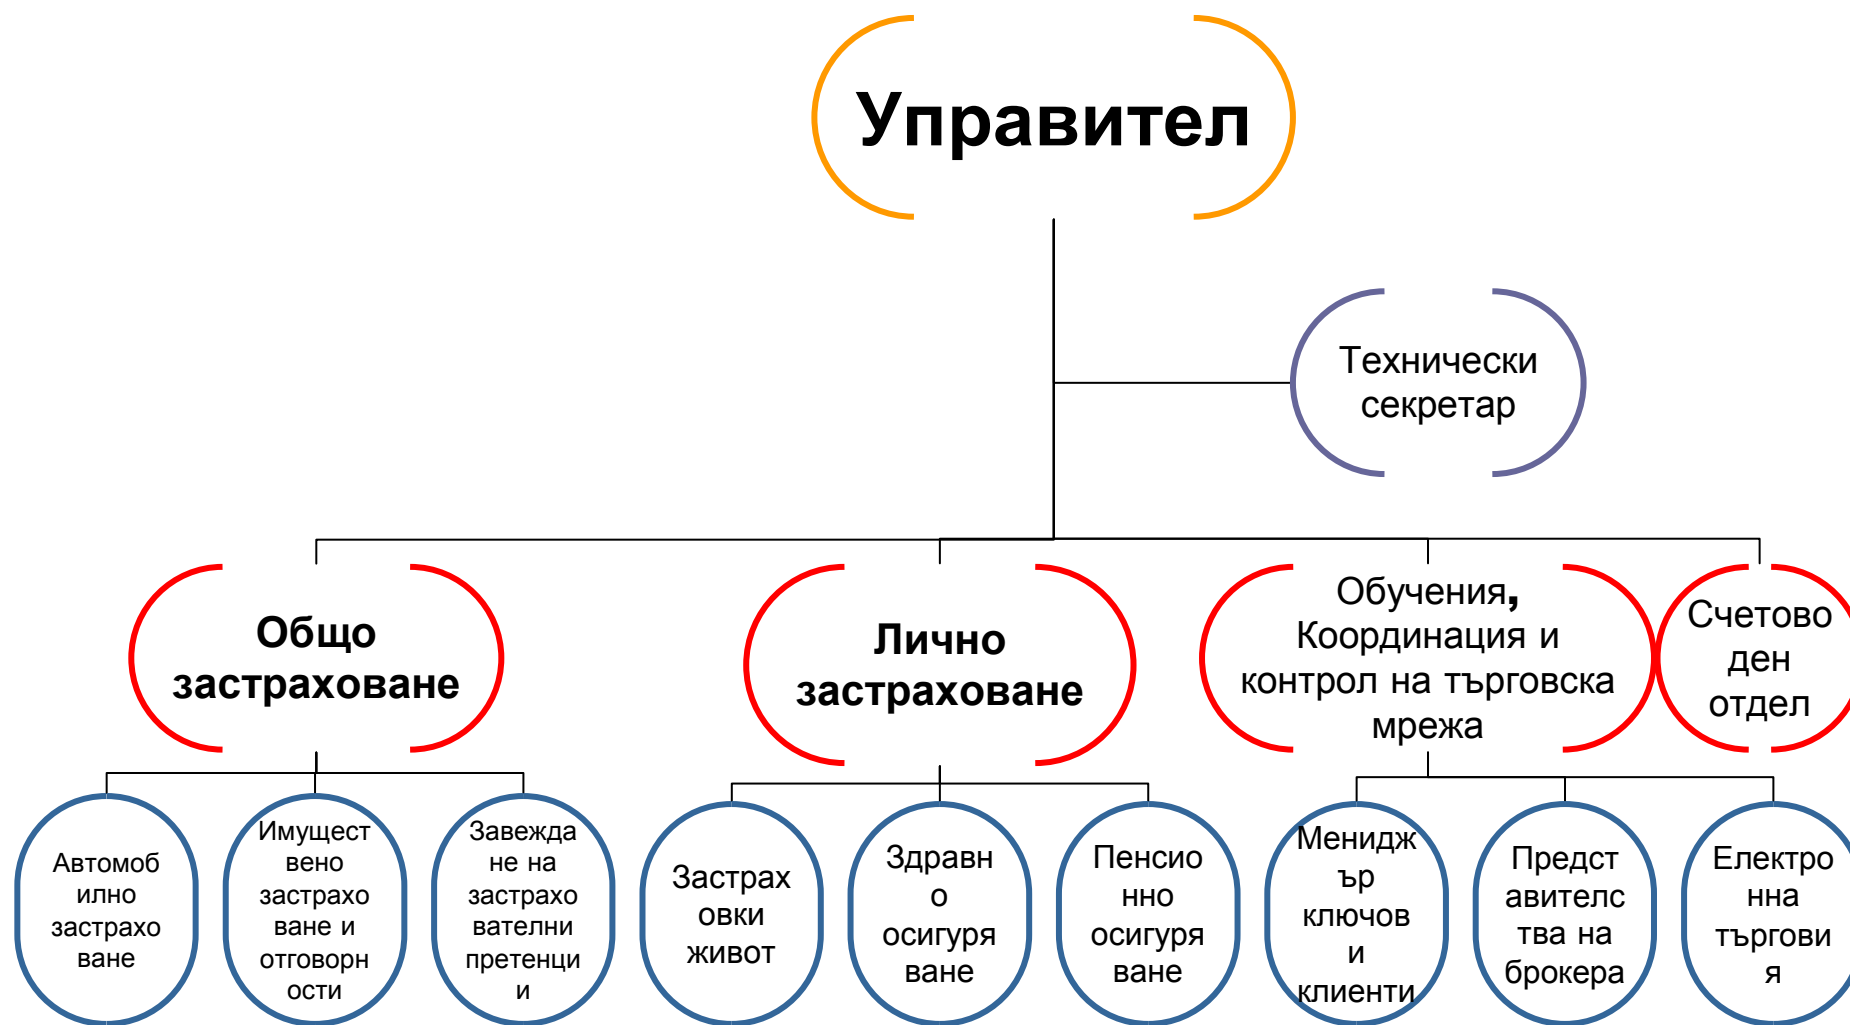 Управител
Технически
секретар
Общо
застраховане
Лично
застраховане
Обучения,
Координация и
контрол на търговска
мрежа
Счетово
ден
отдел
Автомоб
илно
застрахо
ване
Имущест
вено
застрахо
ване и
отговорн
ости
Завежда
не на
застрахо
вателни
претенци
и
Застрах
овки
живот
Здравн
о
осигуря
ване
Пенсио
нно
осигуря
ване
Менидж
ър
ключов
и
клиенти
Предст
авителс
тва на
брокера
Електро
нна
търгови
я